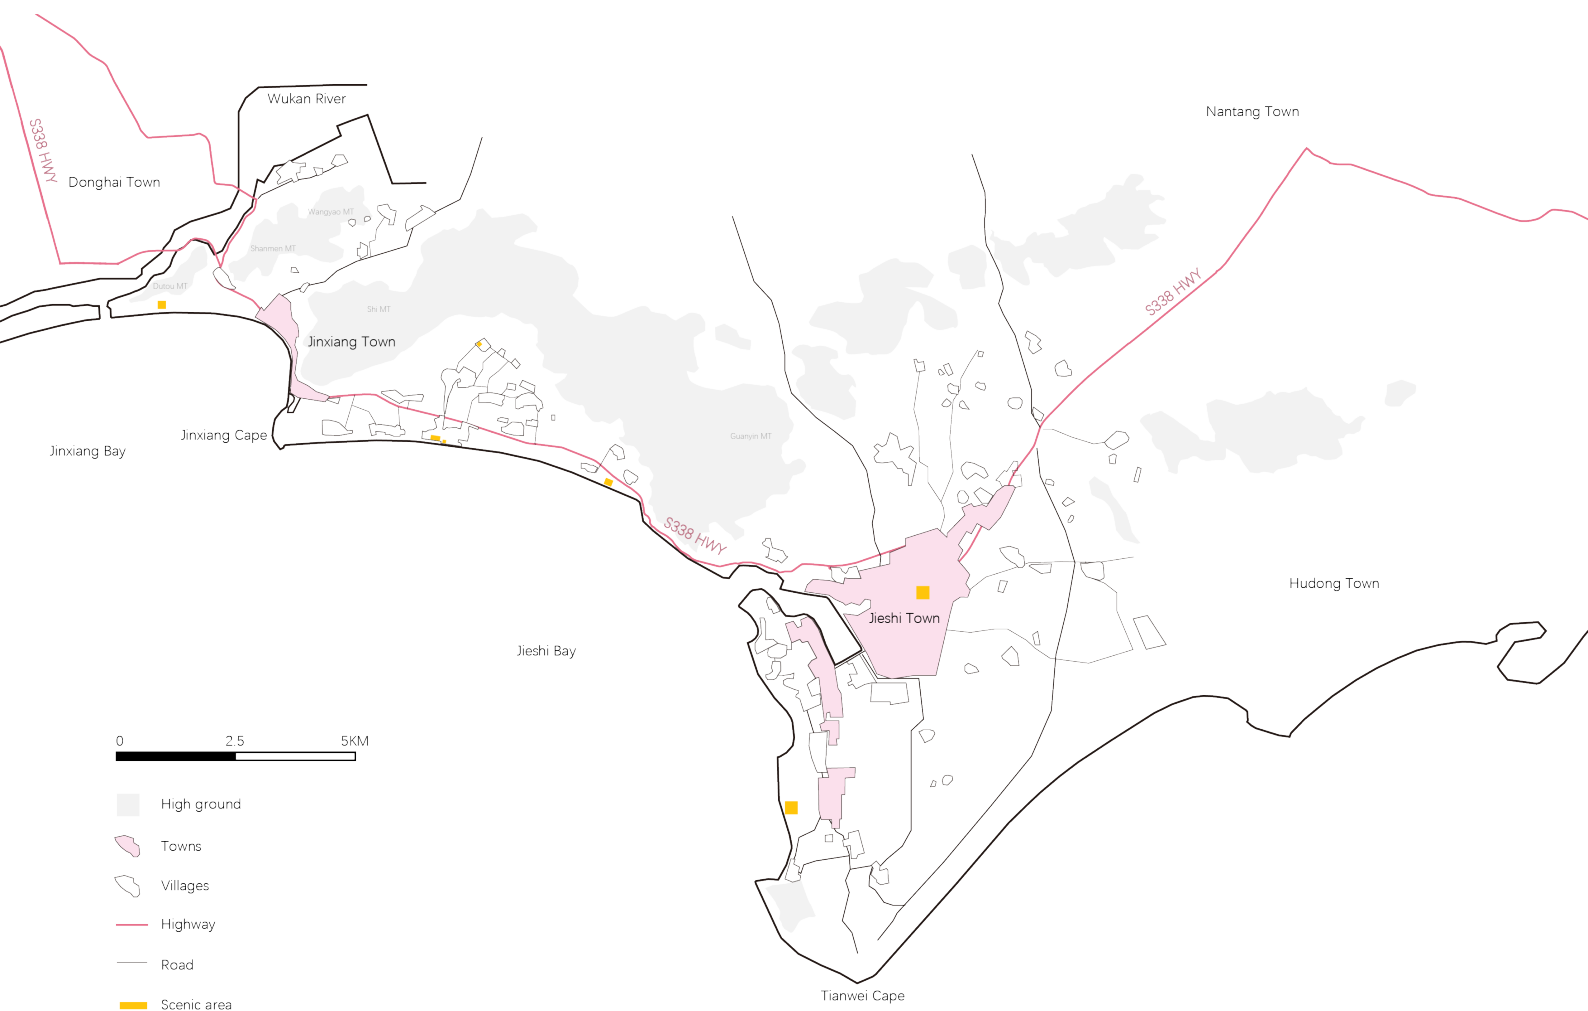 Wukan River
Nantang Town
S338 HWY
Donghai Town
Wangyao MT
Shanmen MT
Dutou MT
S338 HWY
Shi MT
Jinxiang Town
Jinxiang Cape
Guanyin MT
Jinxiang Bay
S338 HWY
Hudong Town
Jieshi Town
Jieshi Bay
0 2.5 5KM
High ground
Towns
Villages
Highway
Road
Tianwei Cape
Scenic area